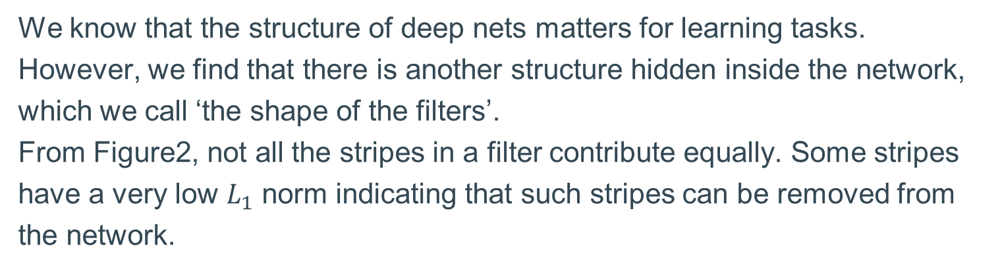 We know that the structure of deep nets matters for learning tasks.
However, we find that there is another structure hidden inside the network,
which we call ‘the shape of the filters’.
From Figure2, not all the stripes in a filter contribute equally. Some stripes
have a very low L₁ norm indicating that such stripes can be removed from
the network.